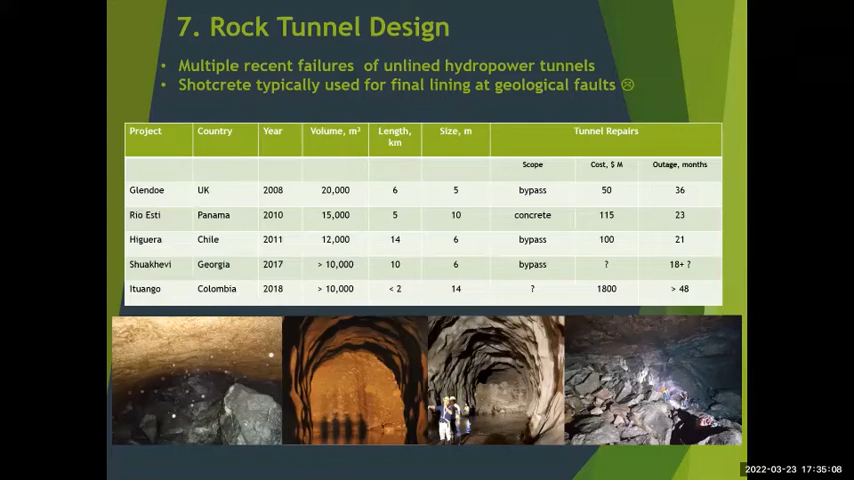 7. Rock Tunnel Design
• Multiple recent failures of unlined hydropower tunnels
• Shotcrete typically used for final lining at geological faults ☹
Project Country Year Volume, m³ Length, km Size, m Tunnel Repairs
Scope Cost, $ M Outage, months
Glendoe UK 2008 20,000 6 5 bypass 50 36
Rio Esti Panama 2010 15,000 5 10 concrete 115 23
Higuera Chile 2011 12,000 14 6 bypass 100 21
Shuakhevi Georgia 2017 > 10,000 10 6 bypass ? 18+ ?
Ituango Colombia 2018 > 10,000 < 2 14 ? 1800 > 48
2022-03-23 17:35:08